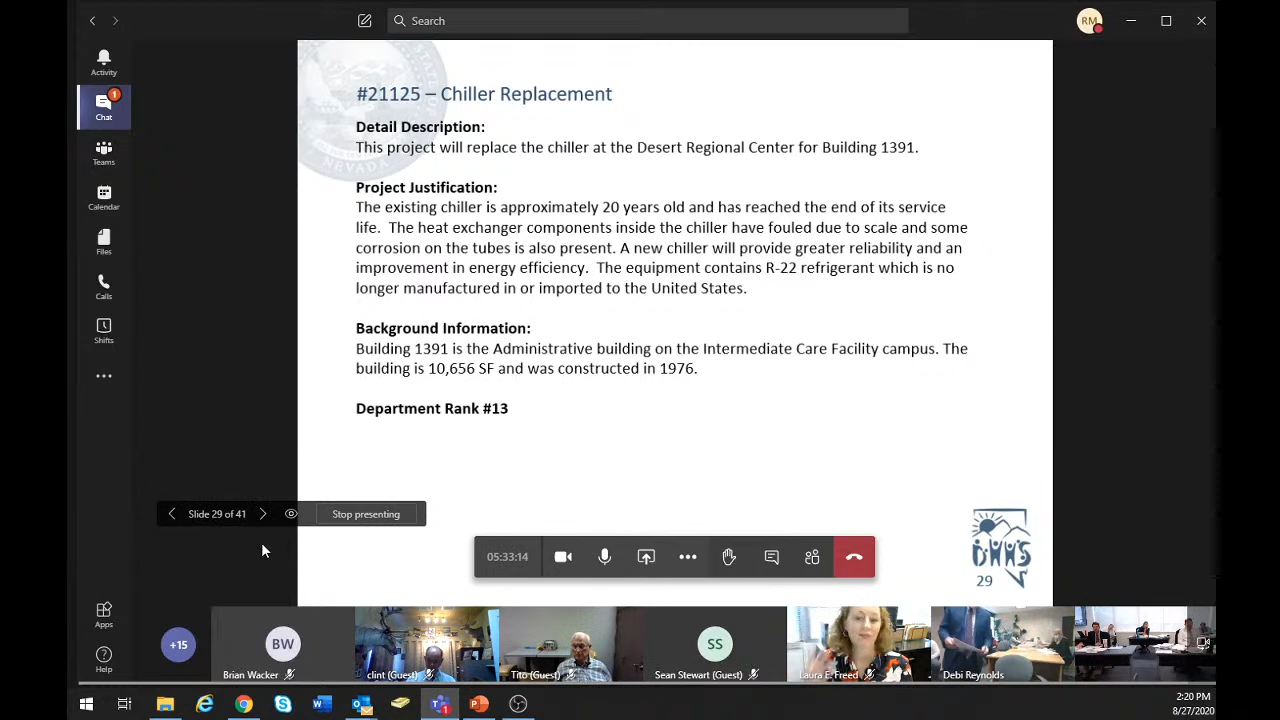 Search
RM
Activity
1
Chat
Teams
Calendar
Files
Calls
Shifts
Apps
Help
#21125 – Chiller Replacement
Detail Description:
This project will replace the chiller at the Desert Regional Center for Building 1391.
Project Justification:
The existing chiller is approximately 20 years old and has reached the end of its service
life.  The heat exchanger components inside the chiller have fouled due to scale and some
corrosion on the tubes is also present. A new chiller will provide greater reliability and an
improvement in energy efficiency.  The equipment contains R-22 refrigerant which is no
longer manufactured in or imported to the United States.
Background Information:
Building 1391 is the Administrative building on the Intermediate Care Facility campus. The
building is 10,656 SF and was constructed in 1976.
Department Rank #13
NEVADA
Slide 29 of 41
Stop presenting
05:33:14
DHHS
29
+15
BW
Brian Wacker
clint (Guest)
Tito (Guest)
SS
Sean Stewart (Guest)
Laura E. Freed
Debi Reynolds
2:20 PM
8/27/2020